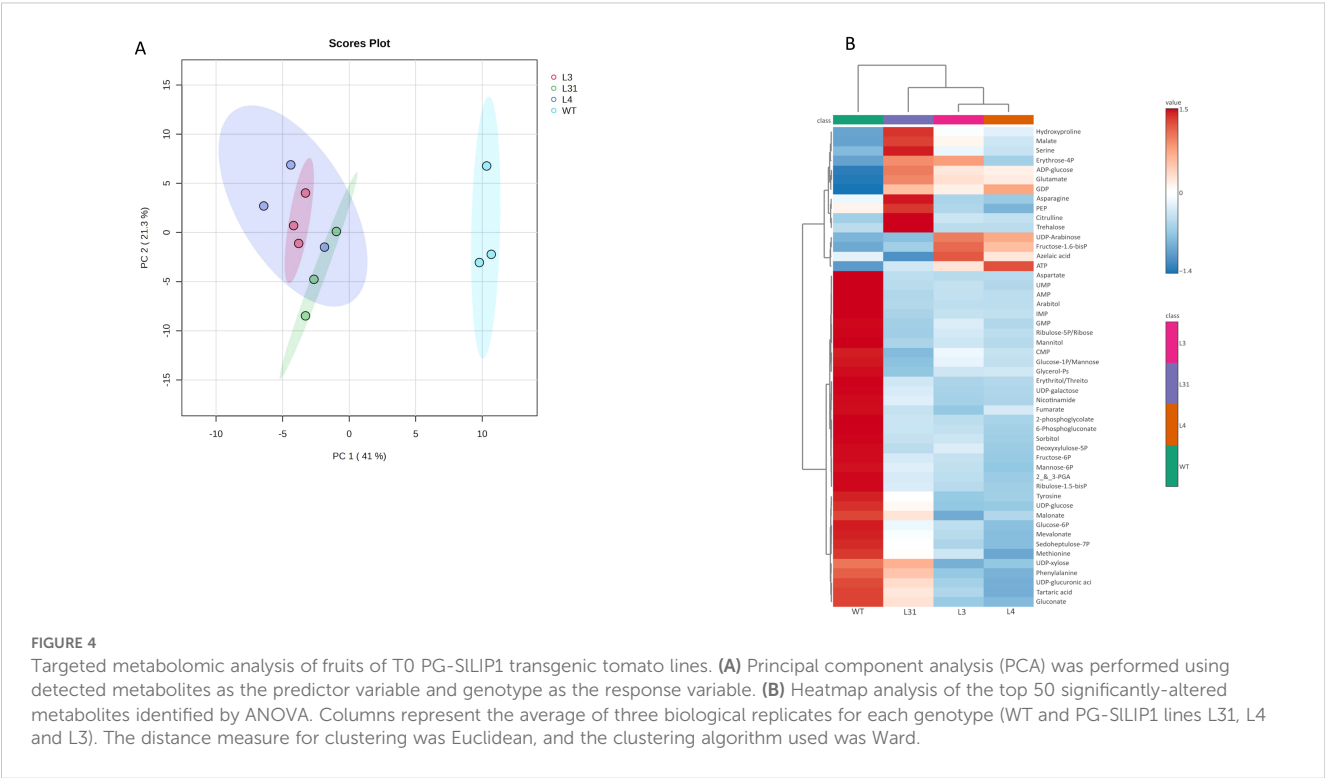 A
Scores Plot
L3
L31
L4
WT
15
10
5
0
-5
-10
-15
PC 2 ( 21.3 %)
-10
-5
0
5
10
PC 1 ( 41 %)
B
class
Hydroxyproline
Malate
Serine
Erythrose-4P
ADP-glucose
Glutamate
GDP
Asparagine
PEP
Citrulline
Trehalose
UDP-Arabinose
Fructose-1.6-bisP
Azelaic acid
ATP
Aspartate
UMP
AMP
Arabitol
IMP
GMP
Ribulose-5P/Ribose
Mannitol
CMP
Glucose-1P/Mannose
Glycerol-Ps
Erythritol/Threito
UDP-galactose
Nicotinamide
Fumarate
2-phosphoglycolate
6-Phosphogluconate
Sorbitol
Deoxyxylulose-5P
Fructose-6P
Mannose-6P
2_&_3-PGA
Ribulose-1.5-bisP
Tyrosine
UDP-glucose
Malonate
Glucose-6P
Mevalonate
Sedoheptulose-7P
Methionine
UDP-xylose
Phenylalanine
UDP-glucuronic aci
Tartaric acid
Gluconate
WT
L31
L3
L4
value
1.5
0
−1.4
class
L3
L31
L4
WT
FIGURE 4
Targeted metabolomic analysis of fruits of T0 PG-SlLIP1 transgenic tomato lines. (A) Principal component analysis (PCA) was performed using
detected metabolites as the predictor variable and genotype as the response variable. (B) Heatmap analysis of the top 50 significantly-altered
metabolites identified by ANOVA. Columns represent the average of three biological replicates for each genotype (WT and PG-SlLIP1 lines L31, L4
and L3). The distance measure for clustering was Euclidean, and the clustering algorithm used was Ward.